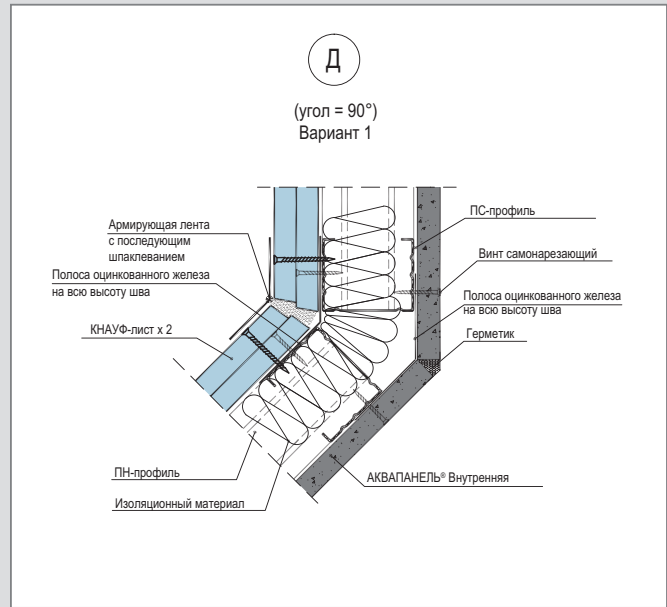 Д
(угол = 90°)
Вариант 1
Армирующая лента
с последующим
шпаклеванием
Полоса оцинкованного железа
на всю высоту шва
КНАУФ-лист х 2
ПН-профиль
Изоляционный материал
ПС-профиль
Винт самонарезающий
Полоса оцинкованного железа
на всю высоту шва
Герметик
АКВАПАНЕЛЬ® Внутренняя